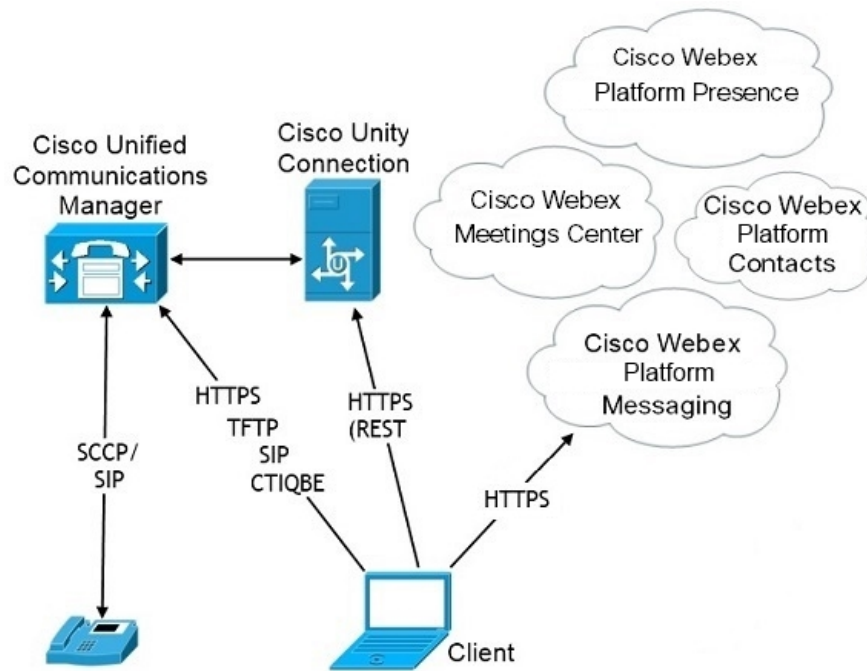 Cisco Webex
Platform Presence
Cisco Unity
Connection
Cisco Unified
Communications
Manager
Cisco Webex
Meetings Center
Cisco Webex
Platform
Contacts
U
Cisco Webex
Platform
Messaging
HTTPS
TFTP
SIP
CTIQBE
HTTPS
(REST
SCCP/
SIP
HTTPS
Client